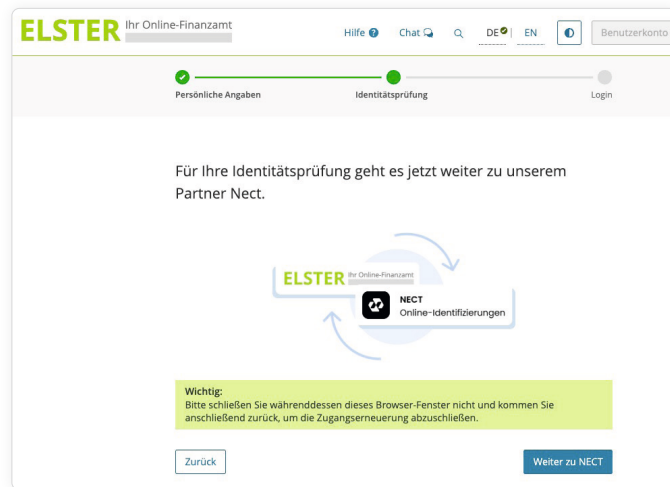 ELSTER Ihr Online-Finanzamt
Hilfe Chat DE | EN Benutzerkonto
Persönliche Angaben Identitätsprüfung Login
Für Ihre Identitätsprüfung geht es jetzt weiter zu unserem
Partner Nect.
ELSTER Ihr Online-Finanzamt
NECT
Online-Identifizierungen
Wichtig:
Bitte schließen Sie währenddessen dieses Browser-Fenster nicht und kommen Sie
anschließend zurück, um die Zugangserneuerung abzuschließen.
Zurück Weiter zu NECT